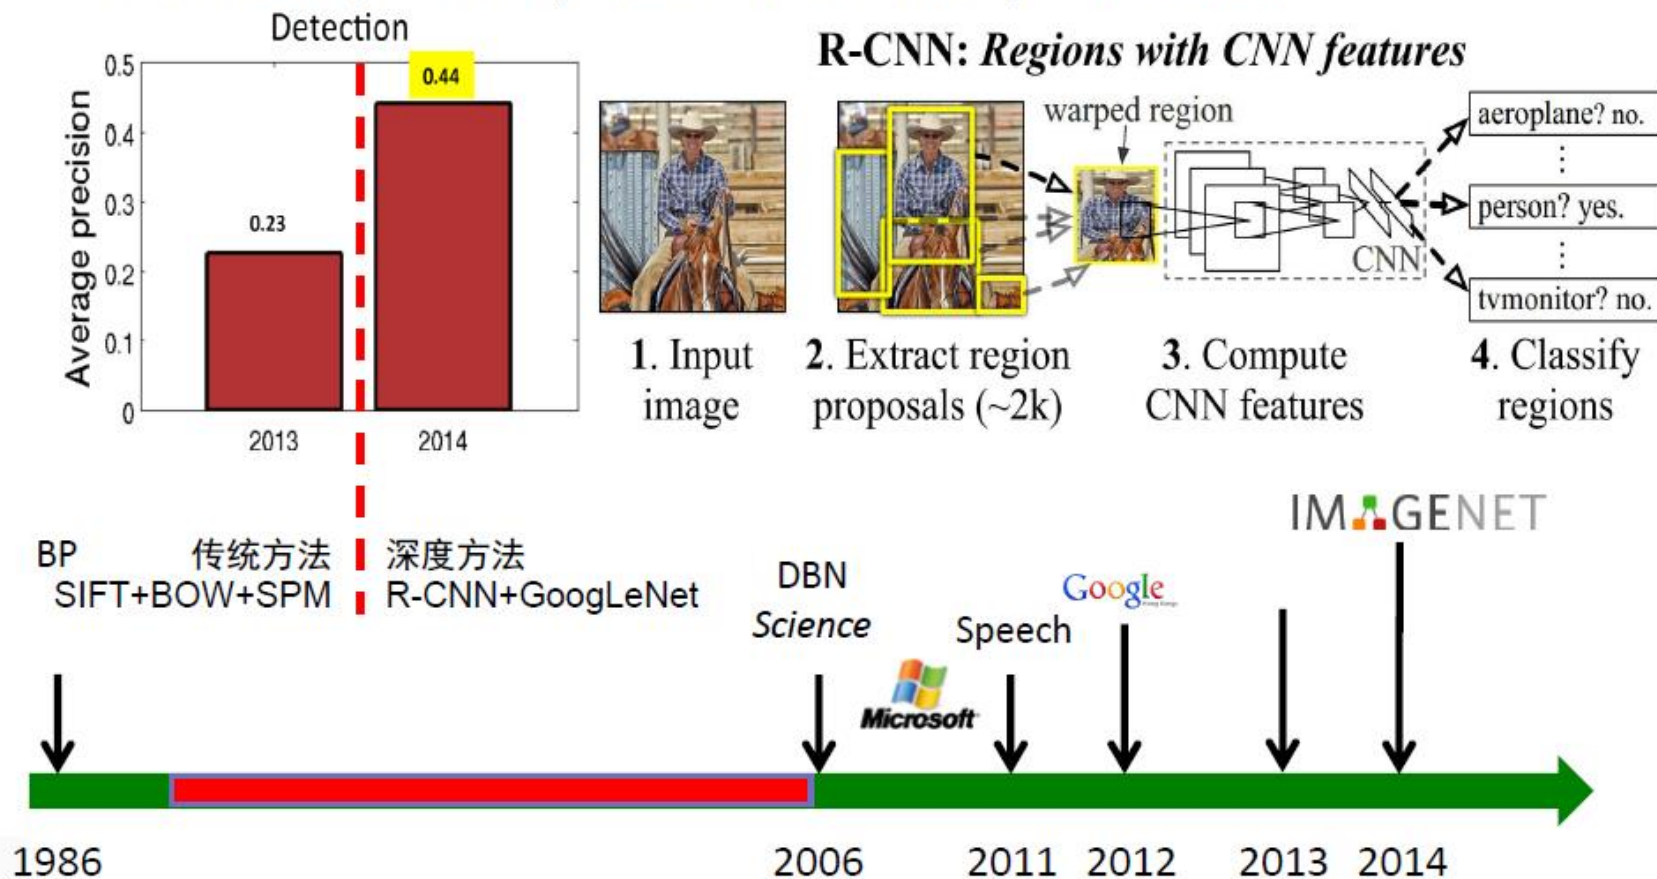 Detection
Average precision
0.5
0.4
0.3
0.2
0.1
0
0.23
0.44
2013
2014
R-CNN: Regions with CNN features
warped region
aeroplane? no.
⋮
person? yes.
⋮
tvmonitor? no.
CNN
1. Input
image
2. Extract region
proposals (~2k)
3. Compute
CNN features
4. Classify
regions
BP
传统方法
SIFT+BOW+SPM
深度方法
R-CNN+GoogLeNet
DBN
Science
Microsoft
Speech
Google
IMAGENET
1986
2006
2011
2012
2013
2014